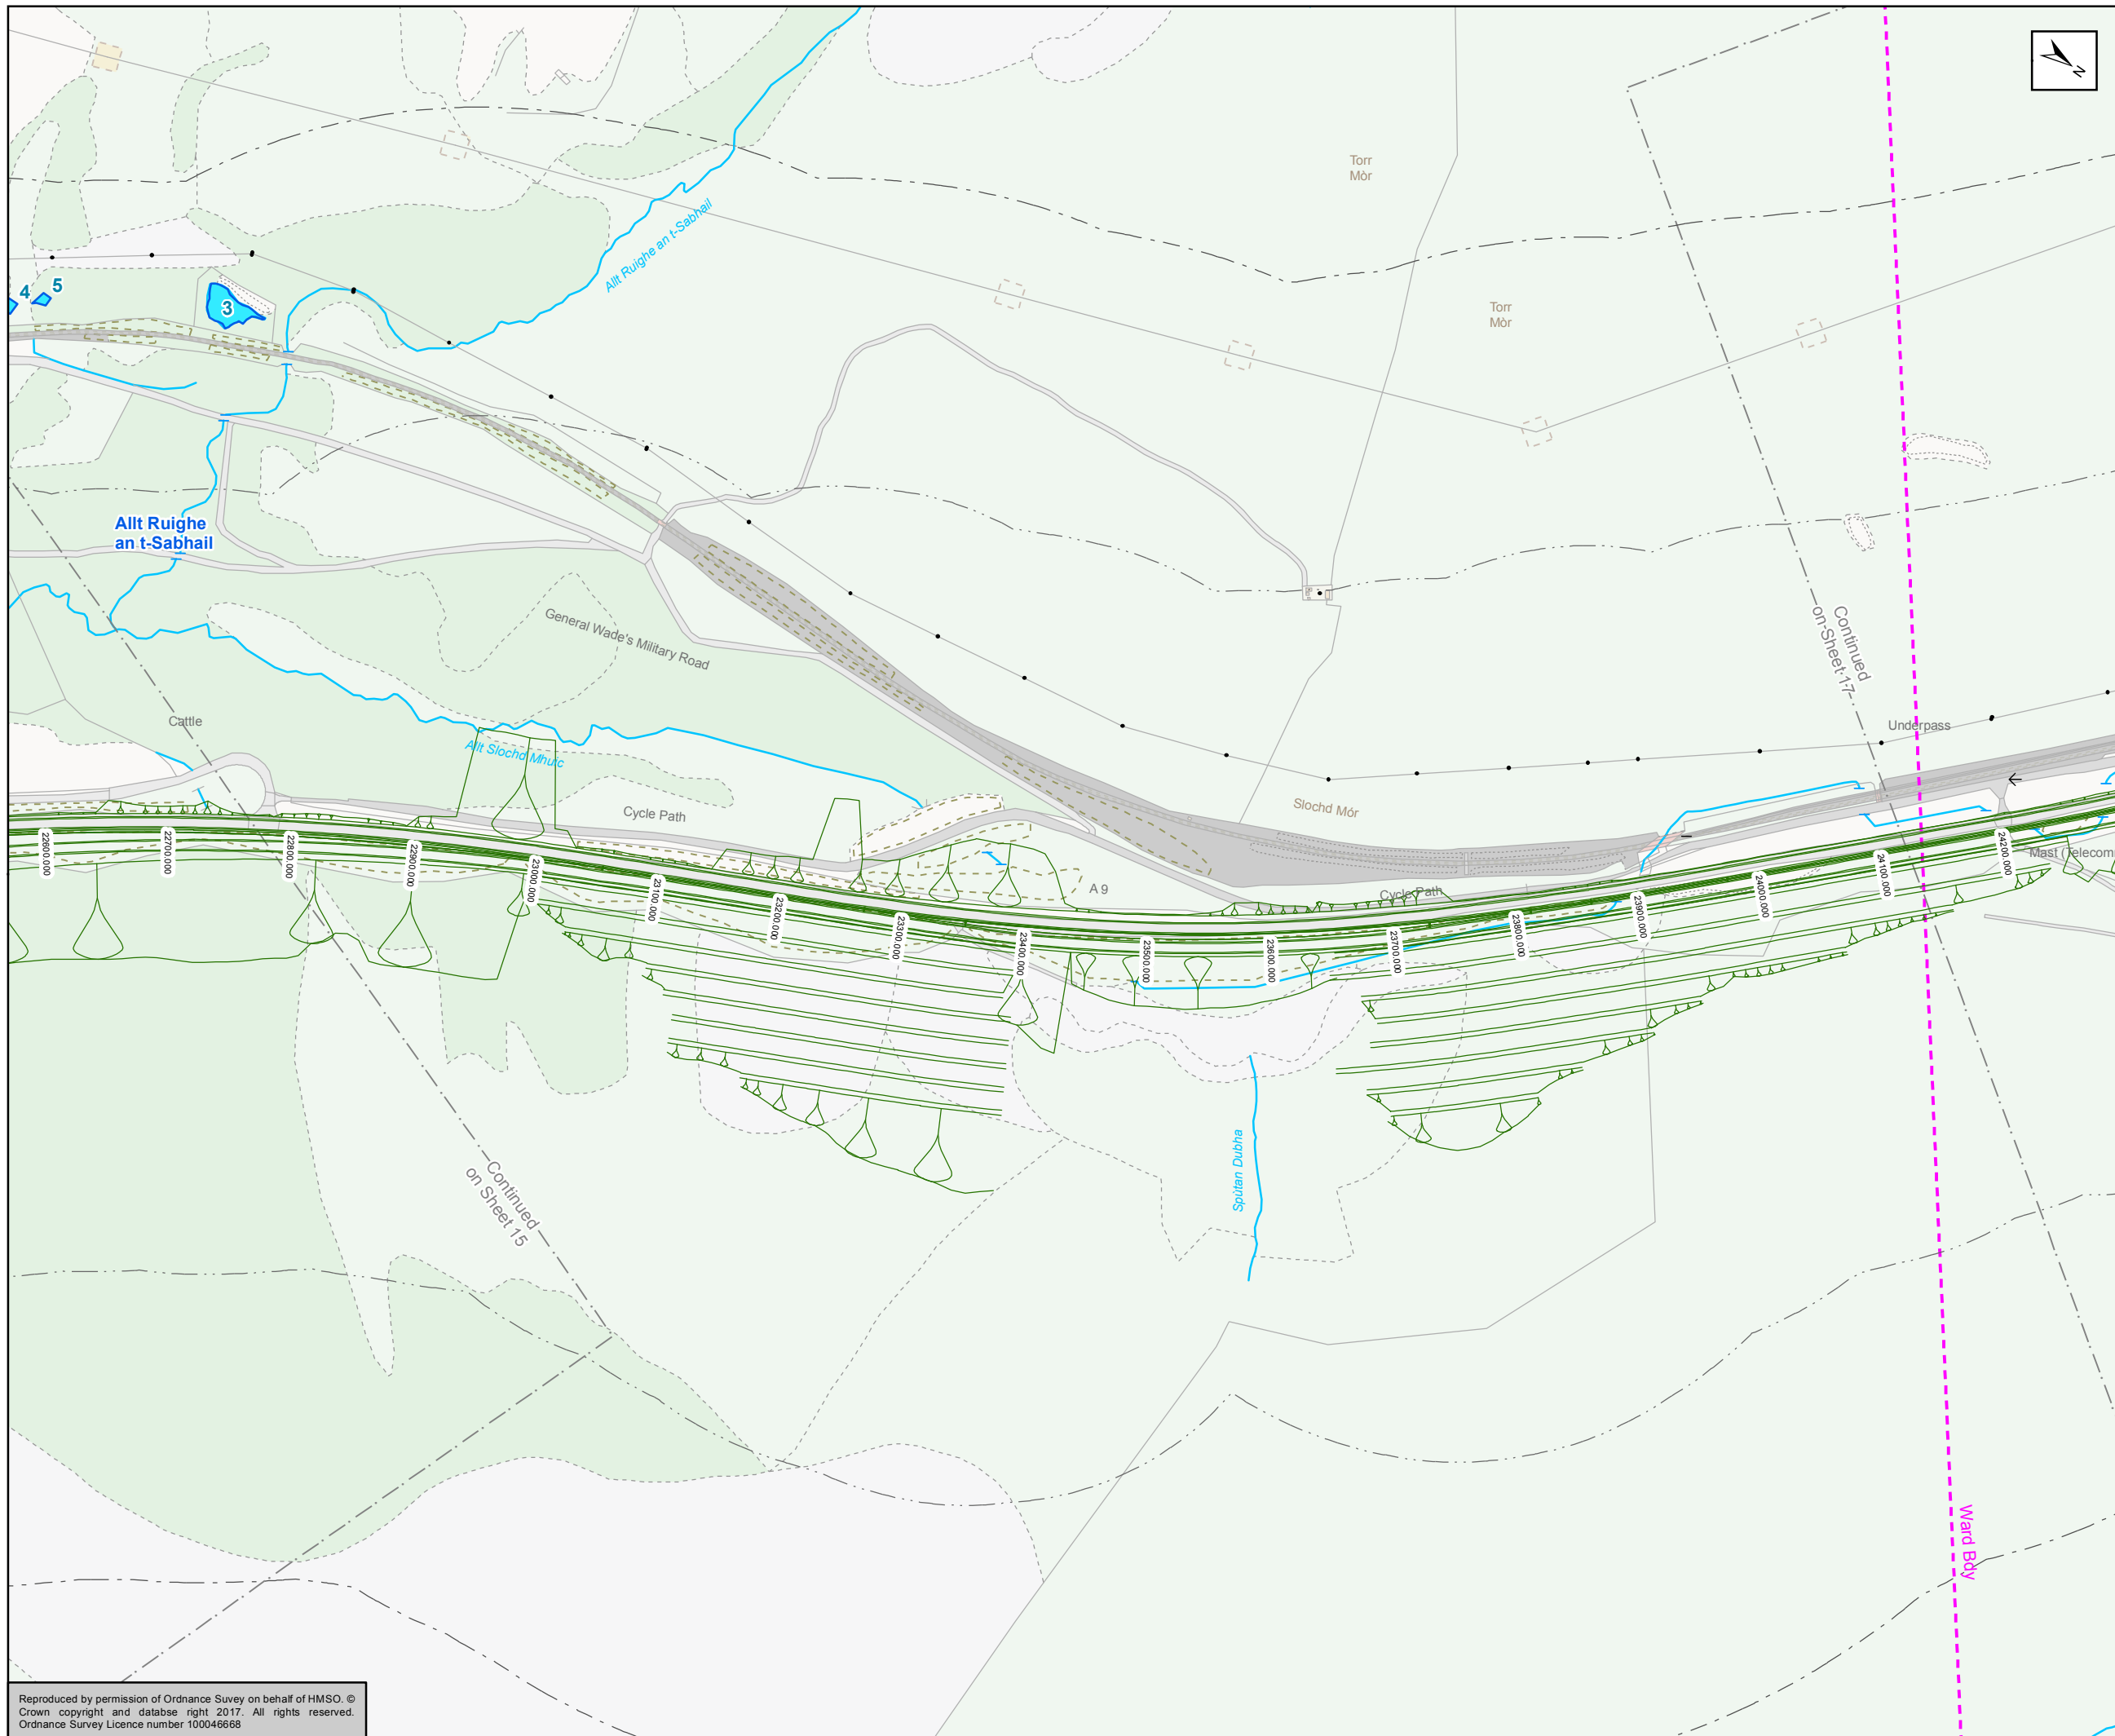 N
Torr
Mòr
Allt Ruighe an t-Sabhail
4
5
3
Torr
Mòr
Allt Ruighe
an t-Sabhail
General Wade's Military Road
Continued
on Sheet 17
Cattle
Underpass
Allt Slochd Mhuic
Cycle Path
Slochd Mór
A 9
Cycle Path
Mast (Telecom
22600.000
22700.000
22800.000
22900.000
23000.000
23100.000
23200.000
23300.000
23400.000
23500.000
23600.000
23700.000
23800.000
23900.000
24000.000
24100.000
24200.000
Spùtan Dubha
Continued
on Sheet 15
Ward Bdy
Reproduced by permission of Ordnance Suvey on behalf of HMSO. ©
Crown copyright and databse right 2017. All rights reserved.
Ordnance Survey Licence number 100046668